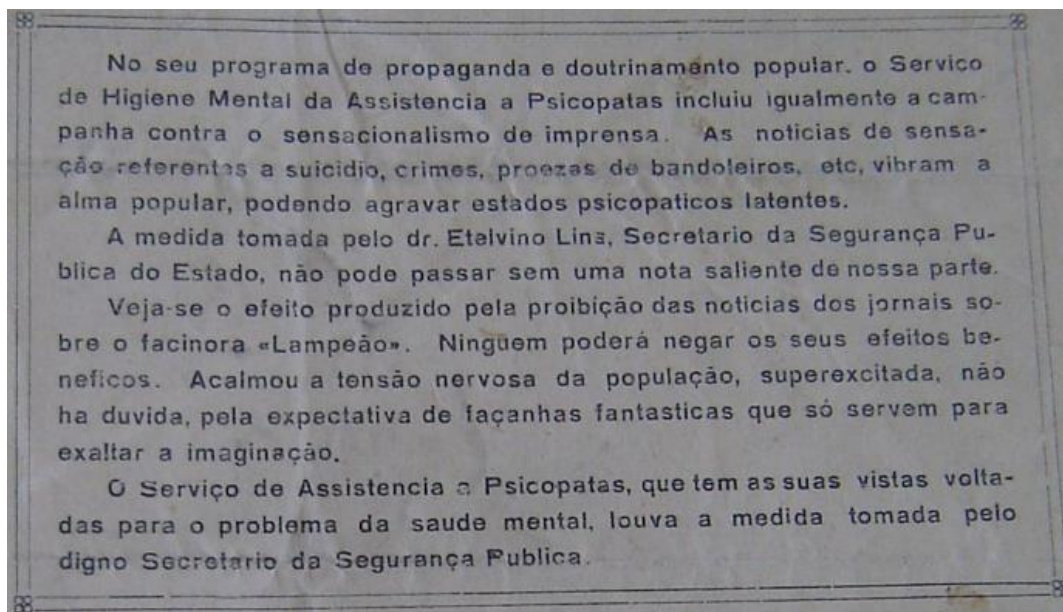 No seu programa de propaganda e doutrinamento popular. o Serviço
de Higiene Mental da Assistencia a Psicopatas incluiu igualmente a cam-
panha contra o sensacionalismo de imprensa. As noticias de sensa-
ção referentes a suicidio, crimes, proezas de bandoleiros, etc, vibram a
alma popular, podendo agravar estados psicopaticos latentes.
A medida tomada pelo dr. Etelvino Lins, Secretario da Segurança Pu-
blica do Estado, não pode passar sem uma nota saliente de nossa parte.
Veja-se o efeito produzido pela proibição das noticias dos jornais so-
bre o facinora «Lampeão». Ninguem poderá negar os seus efeitos be-
neficos. Acalmou a tensão nervosa da população, superexcitada, não
ha duvida, pela expectativa de façanhas fantasticas que só servem para
exaltar a imaginação.
O Serviço de Assistencia a Psicopatas, que tem as suas vistas volta-
das para o problema da saude mental, louva a medida tomada pelo
digno Secretario da Segurança Publica.